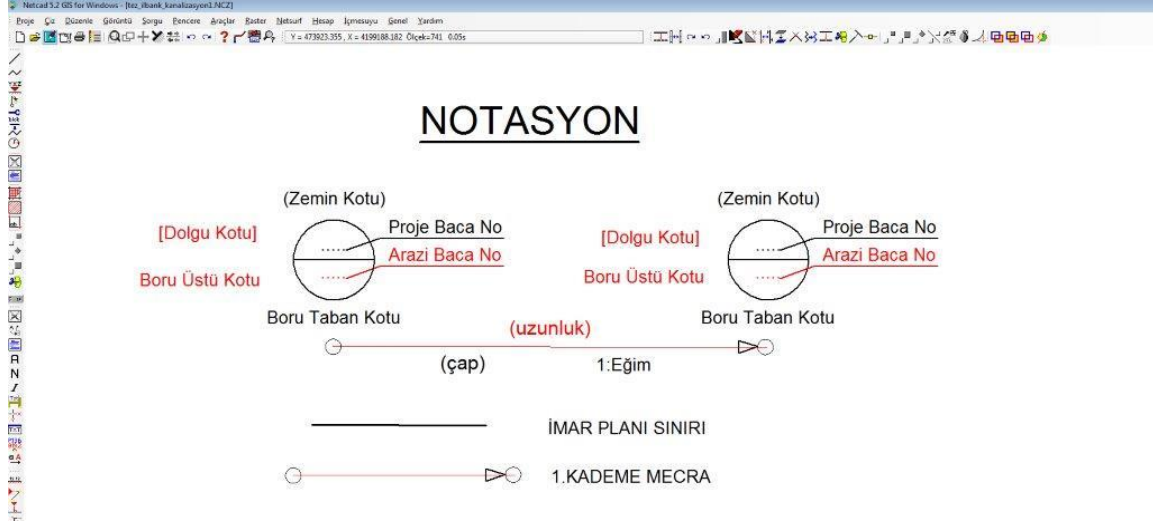 Netcad 5.2 GIS for Windows - [tez_ilbank_kanalizasyon1.NCZ]
Proje Çiz Düzenle Görüntü Sorgu Pencere Araçlar Raster Netsurf Hesap İçmesuyu Genel Yardım
Y = 473923.355 , X = 4199188.182 Ölçek=741 0.05s
NOTASYON
(Zemin Kotu) (Zemin Kotu)
[Dolgu Kotu] Proje Baca No [Dolgu Kotu] Proje Baca No
Arazi Baca No Arazi Baca No
Boru Üstü Kotu Boru Üstü Kotu
Boru Taban Kotu Boru Taban Kotu
(uzunluk)
(çap) 1:Eğim
İMAR PLANI SINIRI
1.KADEME MECRA